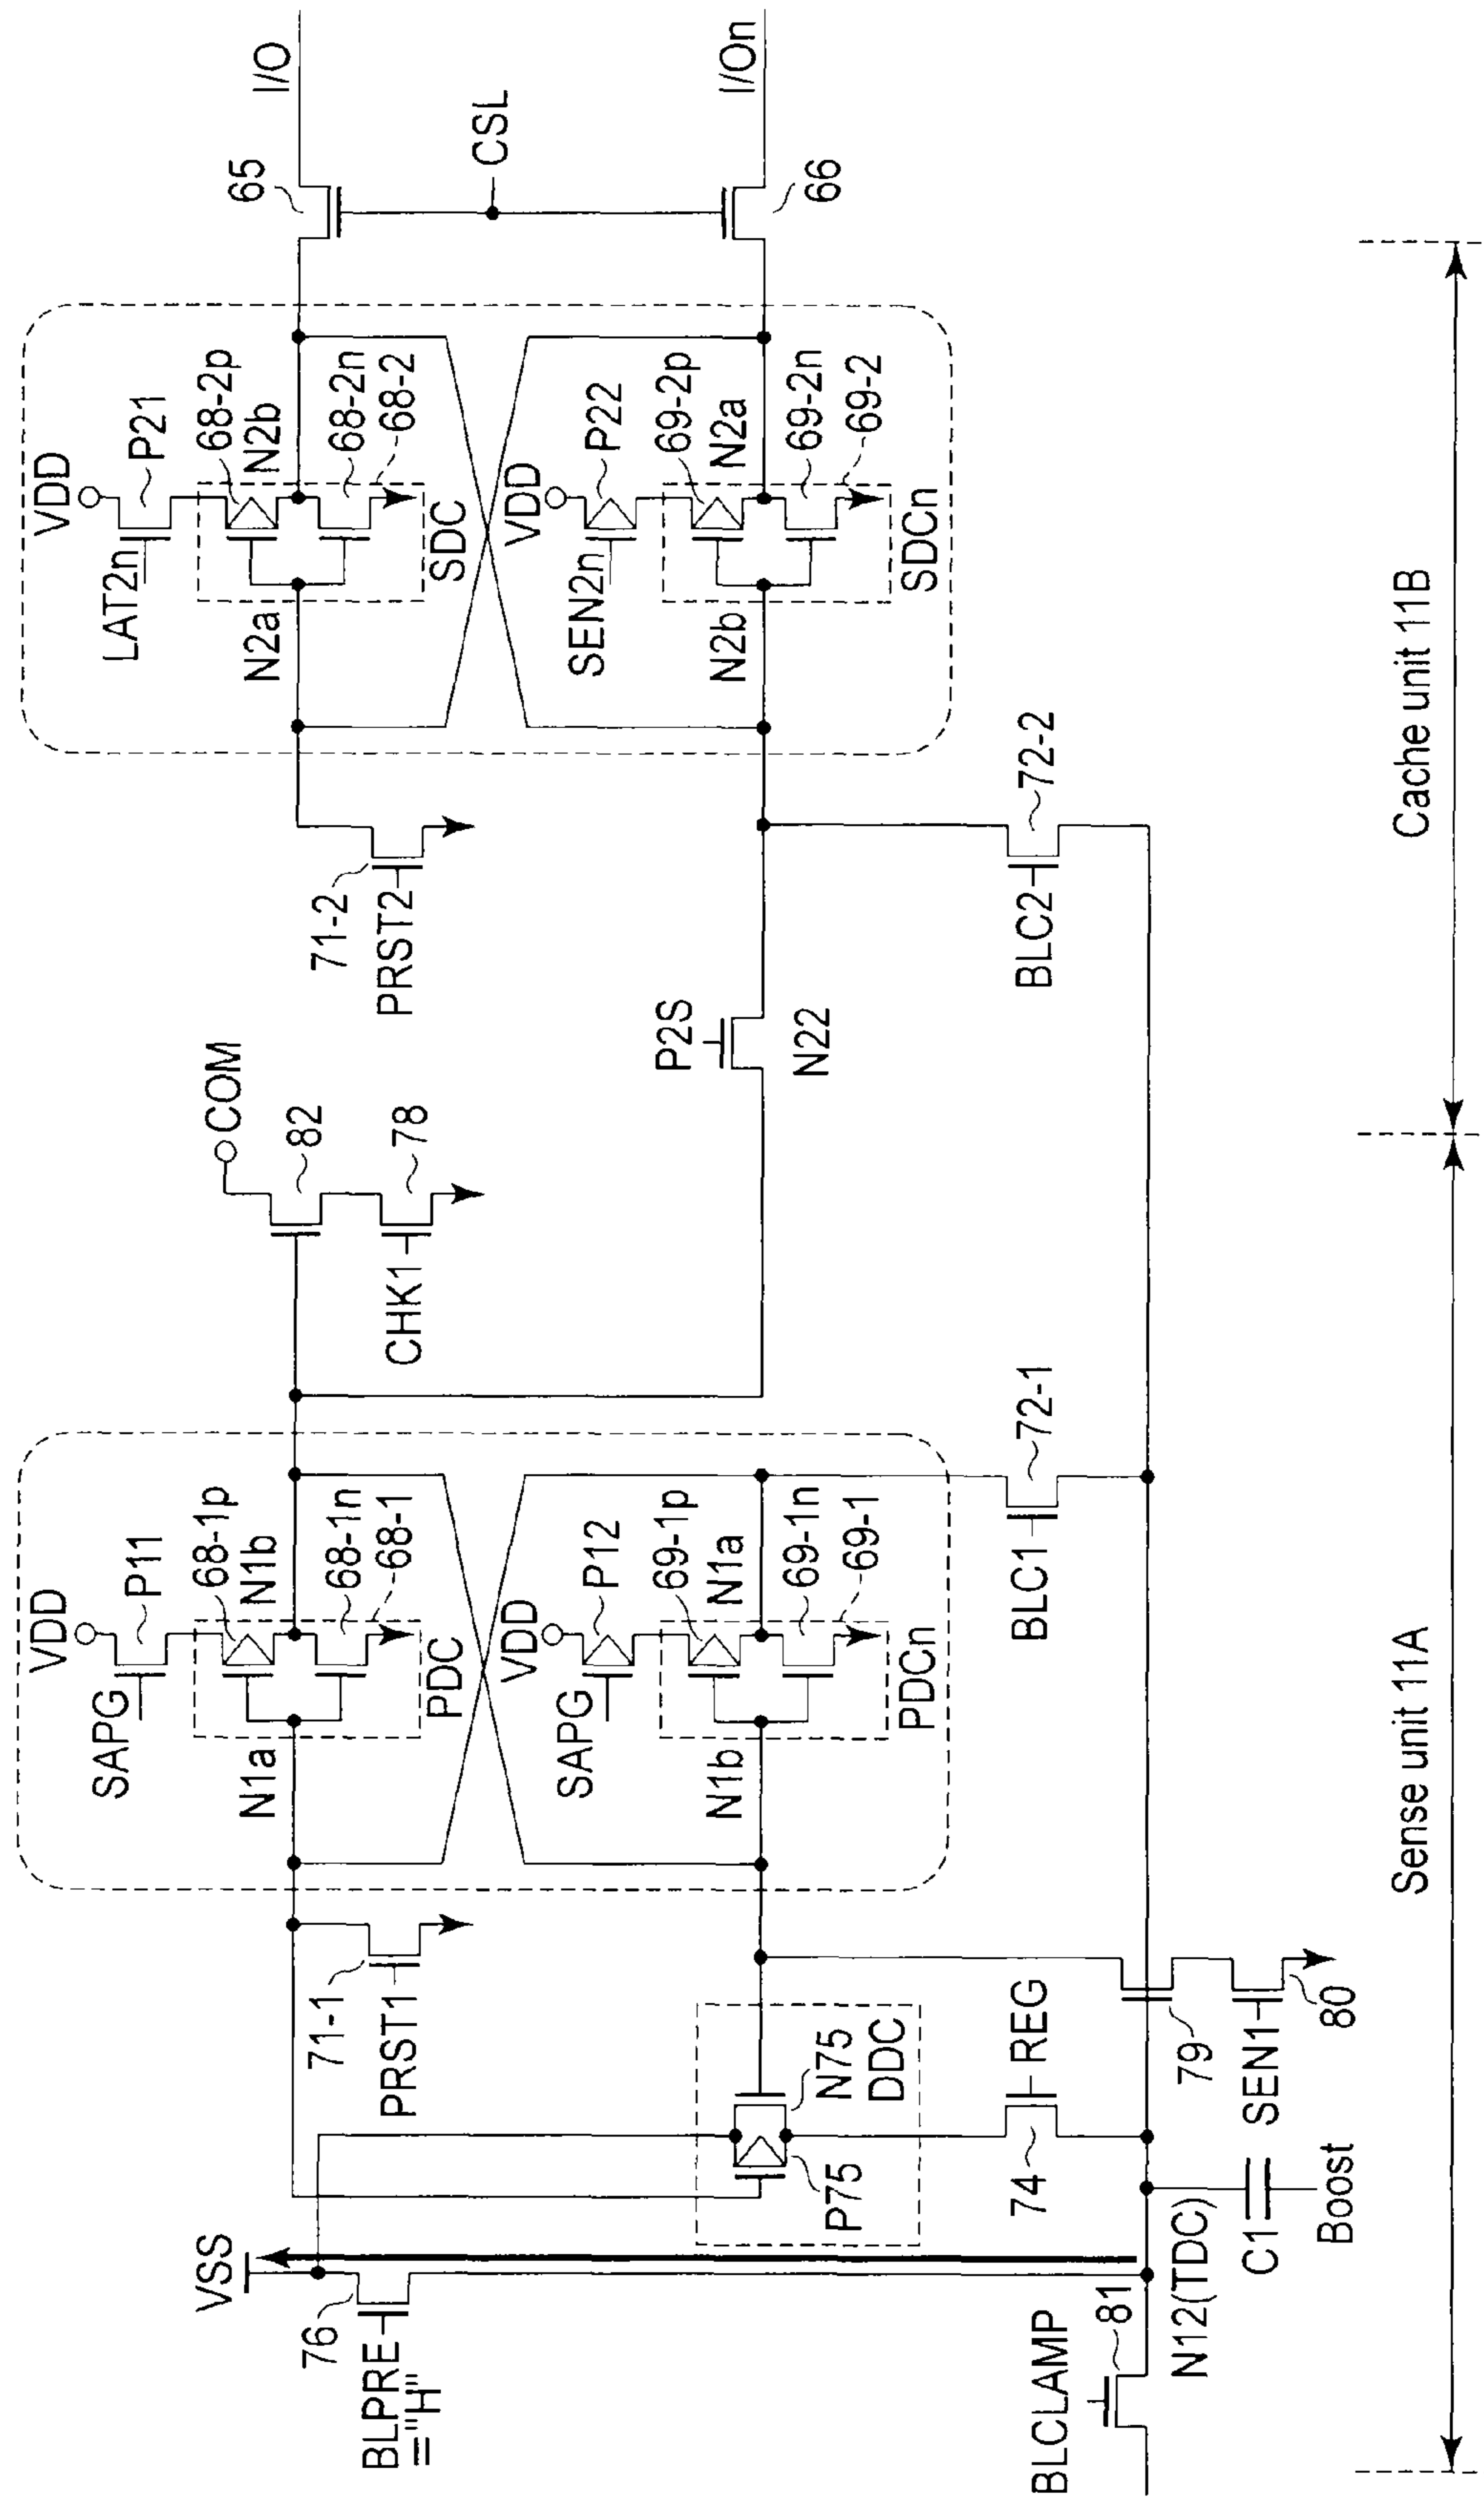 VSS
76
BLPRE
="H"
BLCLAMP
81
N12(TDC)
C1
Boost
74
REG
P75
N75
DDC
79
SEN1
80
71-1
PRST1
VDD
P11
SAPG
68-1p
N1a
N1b
68-1n
68-1
PDC
VDD
P12
SAPG
69-1p
N1b
N1a
69-1n
69-1
PDCn
BLC1
72-1
COM
82
CHK1
78
P2S
N22
71-2
PRST2
BLC2
72-2
VDD
P21
LAT2n
68-2p
N2a
N2b
68-2n
68-2
SDC
VDD
P22
SEN2n
69-2p
N2b
N2a
69-2n
69-2
SDCn
65
I/O
CSL
66
I/On
Sense unit 11A
Cache unit 11B